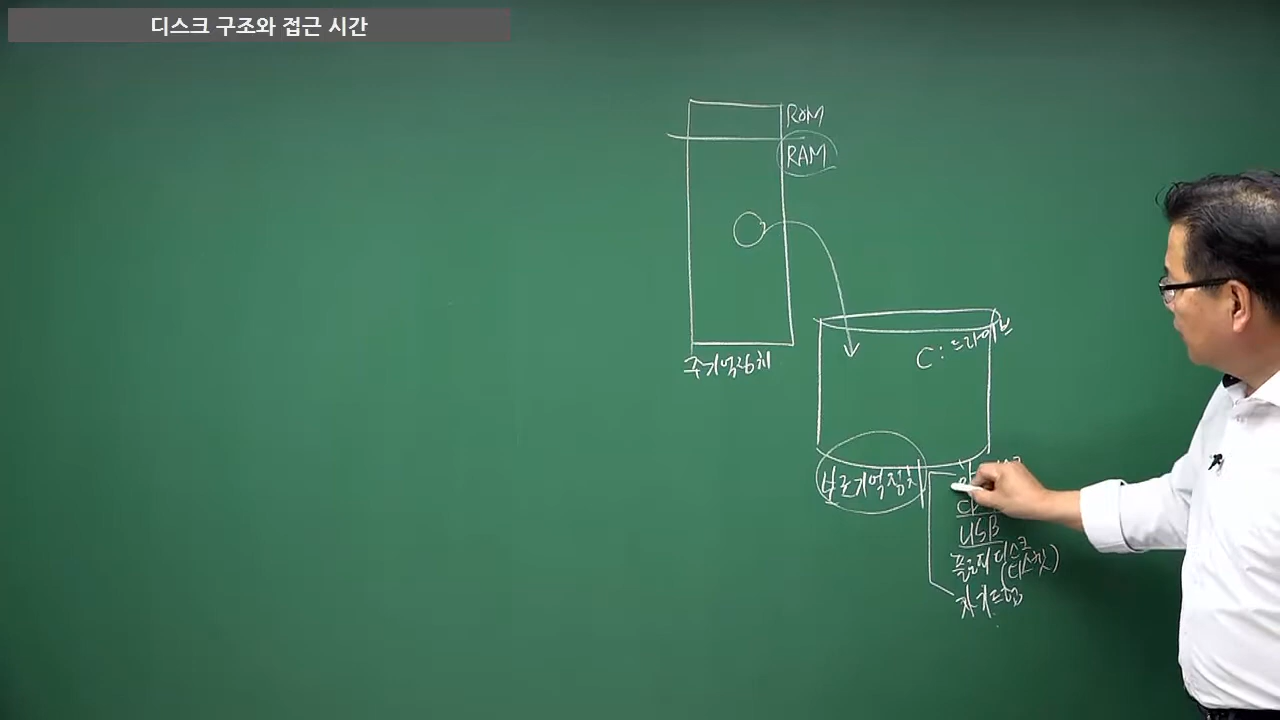 디스크 구조와 접근 시간
ROM
RAM
주기억장치
C: 드라이브
보조기억장치
USB
플로피 디스크
(디스켓)
자기드럼